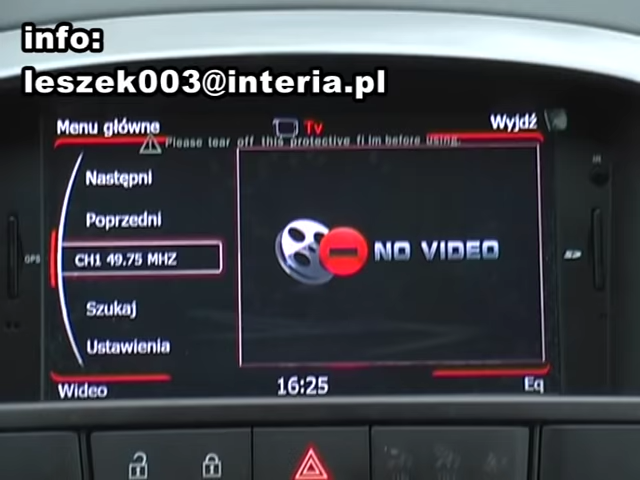 info:
leszek003@interia.pl
Menu główne
Tv
Wyjdź
Please tear off this protective film before using.
Następni
Poprzedni
CH1 49.75 MHZ
NO VIDEO
GPS
Szukaj
Ustawienia
Wideo
16:25
Eq